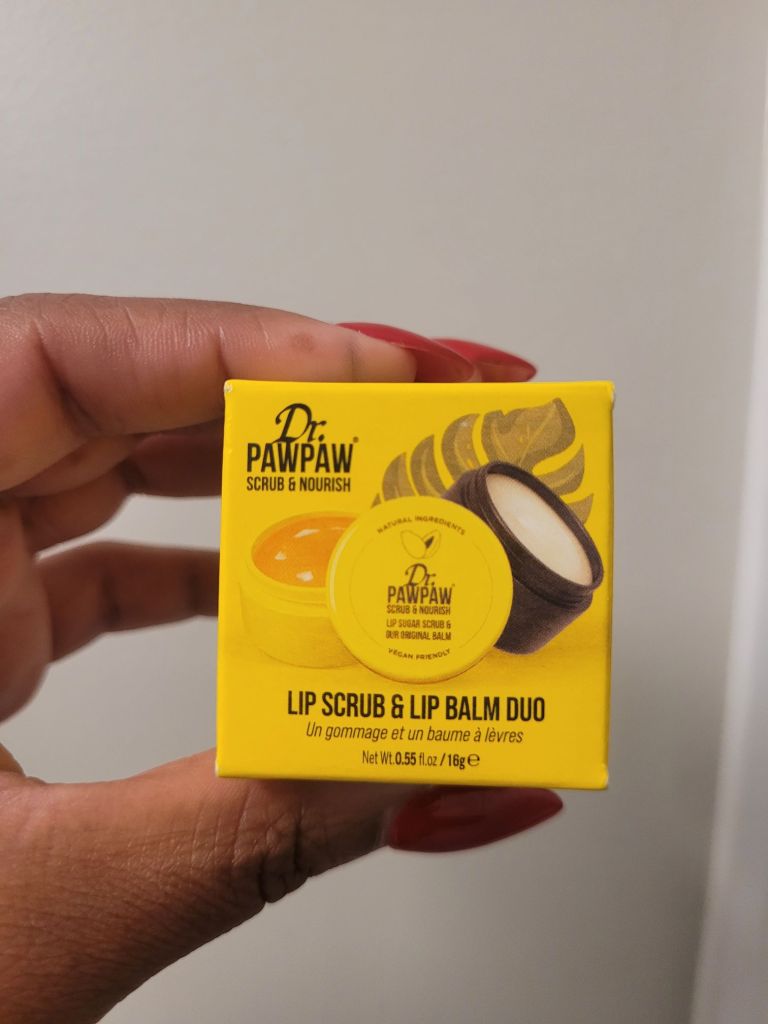 Dr.
PAWPAW®
SCRUB & NOURISH
NATURAL INGREDIENTS
Dr.
PAWPAW®
SCRUB & NOURISH
LIP SUGAR SCRUB &
OUR ORIGINAL BALM
VEGAN FRIENDLY
LIP SCRUB & LIP BALM DUO
Un gommage et un baume à lèvres
Net Wt. 0.55 fl.oz / 16g ℮